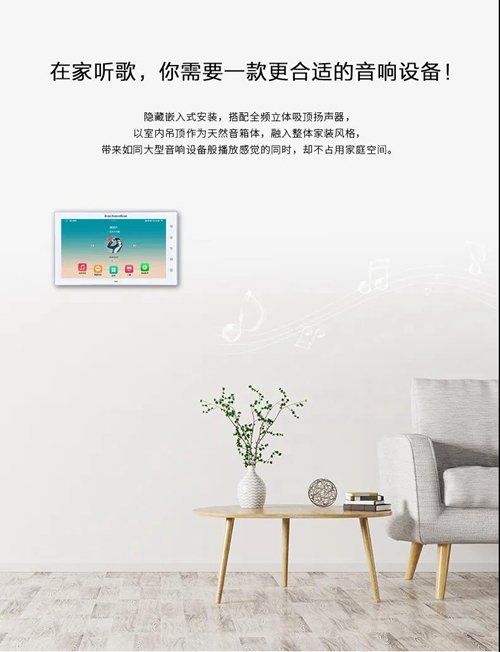 在家听歌，你需要一款更合适的音响设备！
隐藏嵌入式安装，搭配全频立体吸顶扬声器，
以室内吊顶作为天然音箱体，融入整体家装风格，
带来如同大型音响设备般播放感觉的同时，却不占用家庭空间。